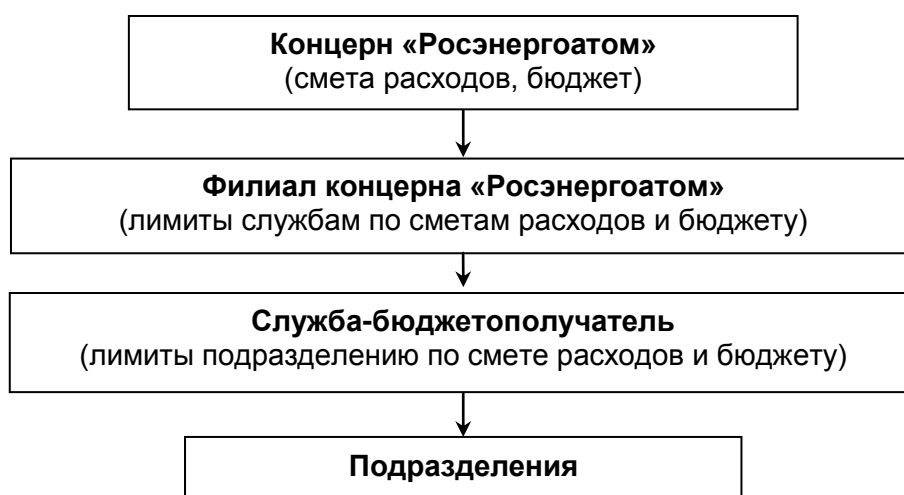 Концерн «Росэнергоатом»
(смета расходов, бюджет)
Филиал концерна «Росэнергоатом»
(лимиты службам по сметам расходов и бюджету)
Служба-бюджетополучатель
(лимиты подразделению по смете расходов и бюджету)
Подразделения